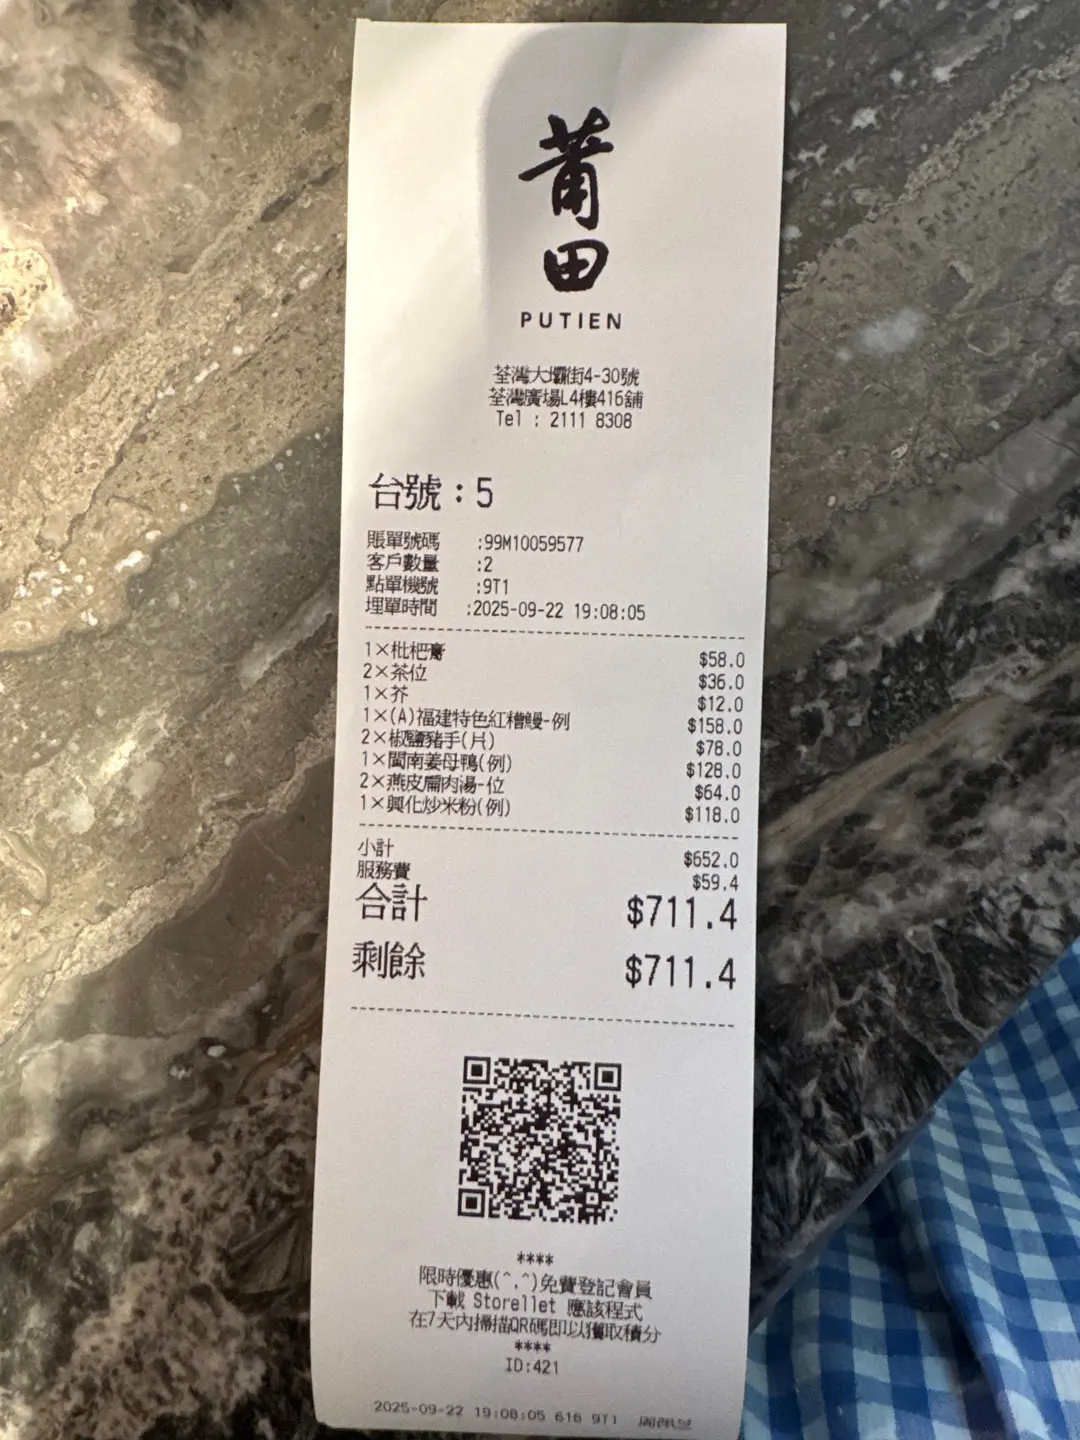 莆田
PUTIEN
荃灣大壩街4-30號
荃灣廣場L4樓416舖
Tel : 2111 8308
台號：5
賬單號碼 :99M10059577
客戶數量 :2
點單機號 :9T1
埋單時間 :2025-09-22 19:08:05
1×枇杷膏 $58.0
2×茶位 $36.0
1×芥 $12.0
1×(A)福建特色紅糟鰻-例 $158.0
2×椒鹽豬手(片) $78.0
1×閩南姜母鴨(例) $128.0
2×燕皮扁肉湯-位 $64.0
1×興化炒米粉(例) $118.0
小計 $652.0
服務費 $59.4
合計 $711.4
剩餘 $711.4
****
限時優惠(^.^)免費登記會員
下載 Storellet 應該程式
在7天內掃描QR碼即以獲取積分
****
ID:421
2025-09-22 19:08:05 616 9T1